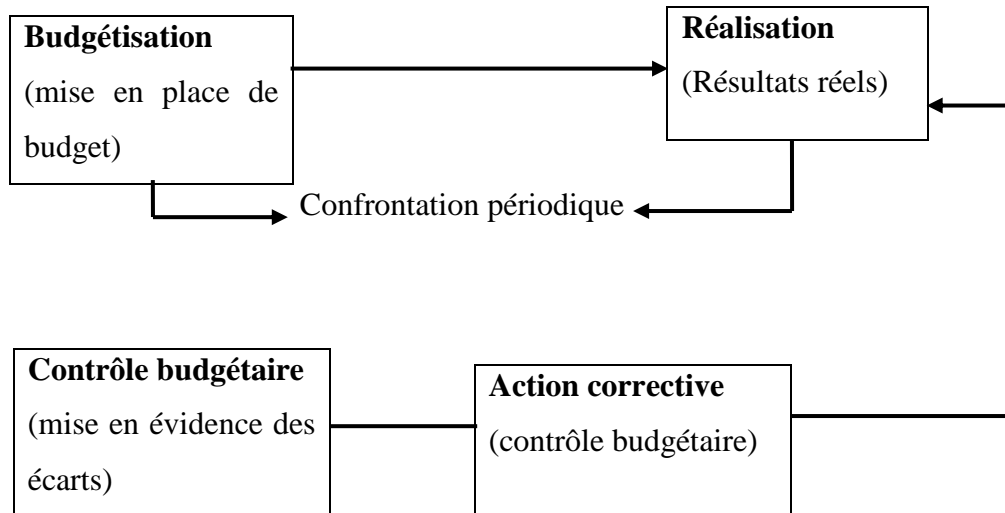 Budgétisation
(mise en place de
budget)
Réalisation
(Résultats réels)
Confrontation périodique
Contrôle budgétaire
(mise en évidence des
écarts)
Action corrective
(contrôle budgétaire)